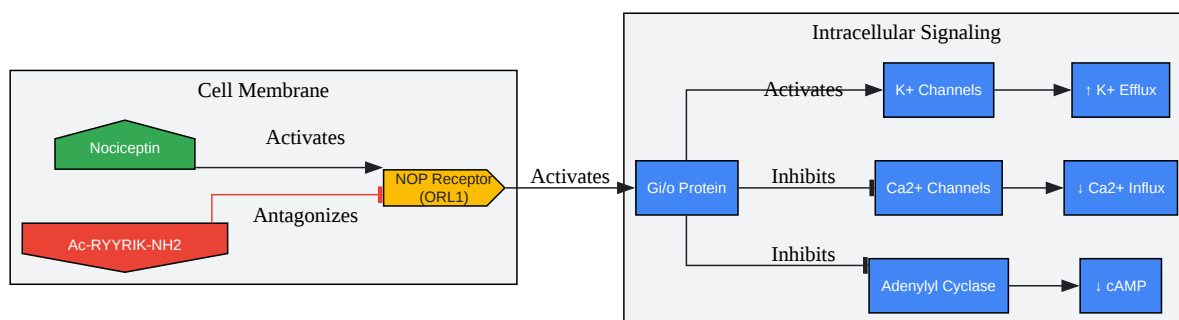 Cell Membrane
Nociceptin
Activates
NOP Receptor
(ORL1)
Antagonizes
Ac-RYYRIK-NH2
Activates
Intracellular Signaling
Gi/o Protein
Activates
K+ Channels
↑ K+ Efflux
Inhibits
Ca2+ Channels
↓ Ca2+ Influx
Inhibits
Adenylyl Cyclase
↓ cAMP